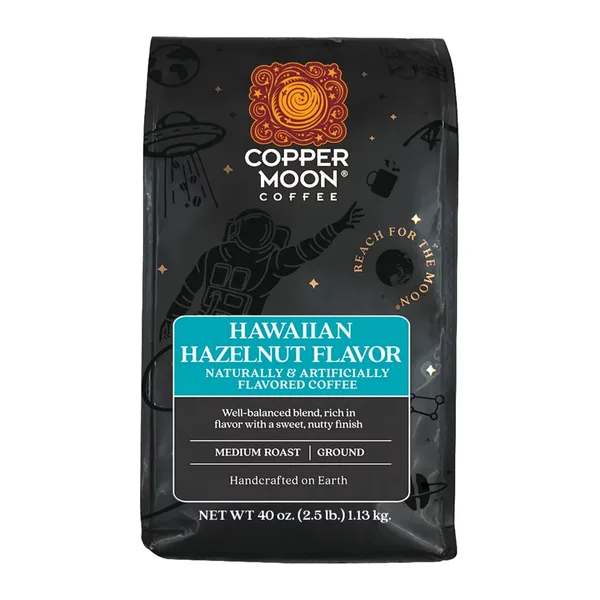 COPPER
MOON®
COFFEE
REACH FOR THE MOON®
HAWAIIAN
HAZELNUT FLAVOR
NATURALLY & ARTIFICIALLY
FLAVORED COFFEE
Well-balanced blend, rich in
flavor with a sweet, nutty finish
MEDIUM ROAST | GROUND
Handcrafted on Earth
NET WT 40 oz. (2.5 lb.) 1.13 kg.